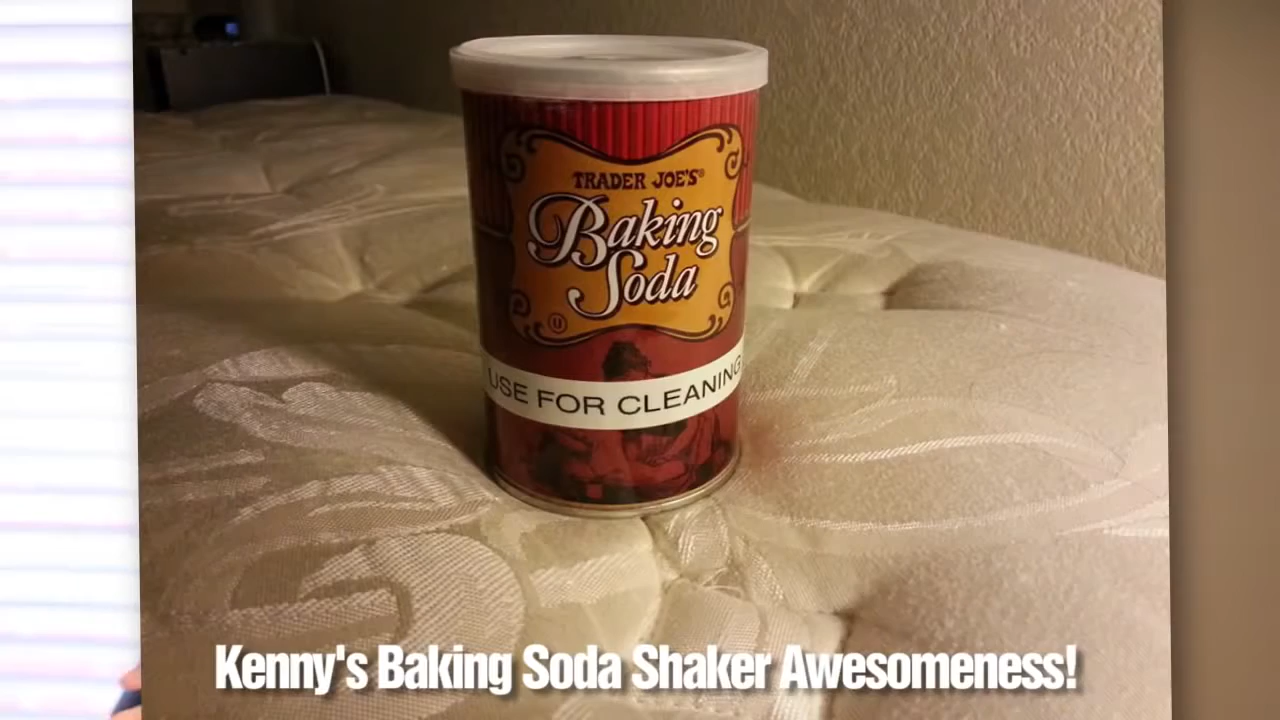 TRADER JOE'S®
Baking
Soda
U
USE FOR CLEANING
Kenny's Baking Soda Shaker Awesomeness!